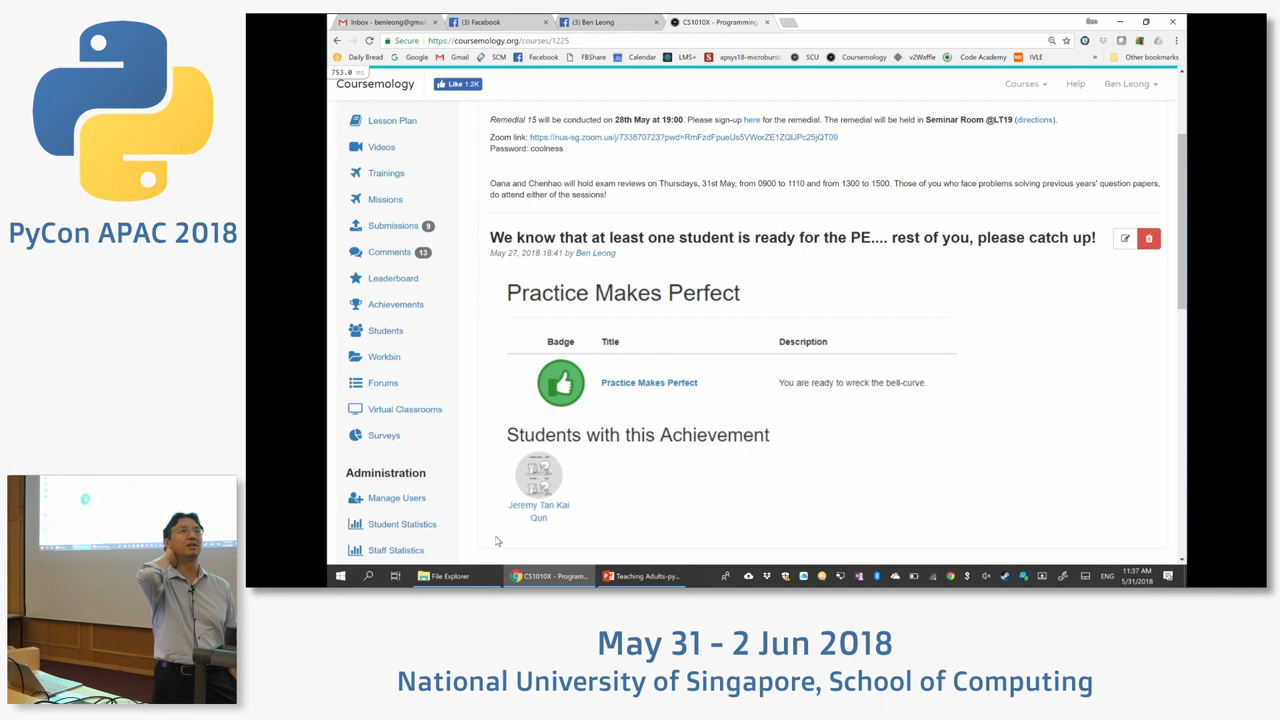 PyCon APAC 2018
Inbox - benleong@gmai
(3) Facebook
(3) Ben Leong
CS1010X - Programming
Ben
Secure
https://coursemology.org/courses/1225
Daily Bread
Google
Gmail
SCM
Facebook
FBShare
Calendar
LMS+
apsys18-microburst
SCU
Coursemology
v2Waffle
Code Academy
IVLE
»
Other bookmarks
753.0 ms
Coursemology
Like 1.2K
Courses
Help
Ben Leong
Lesson Plan
Videos
Trainings
Missions
Submissions 9
Comments 13
Leaderboard
Achievements
Students
Workbin
Forums
Virtual Classrooms
Surveys
Administration
Manage Users
Student Statistics
Staff Statistics
Remedial 15 will be conducted on 28th May at 19:00. Please sign-up here for the remedial. The remedial will be held in Seminar Room @LT19 (directions).
Password: coolness
Oana and Chenhao will hold exam reviews on Thursdays, 31st May, from 0900 to 1110 and from 1300 to 1500. Those of you who face problems solving previous years' question papers,
do attend either of the sessions!
We know that at least one student is ready for the PE.... rest of you, please catch up!
May 27, 2018 18:41 by Ben Leong
Practice Makes Perfect
Badge Title Description
Practice Makes Perfect You are ready to wreck the bell-curve.
Students with this Achievement
Jeremy Tan Kai
Qun
File Explorer
CS1010X - Program...
Teaching Adults-py...
ENG
11:37 AM
5/31/2018
May 31 - 2 Jun 2018
National University of Singapore, School of Computing